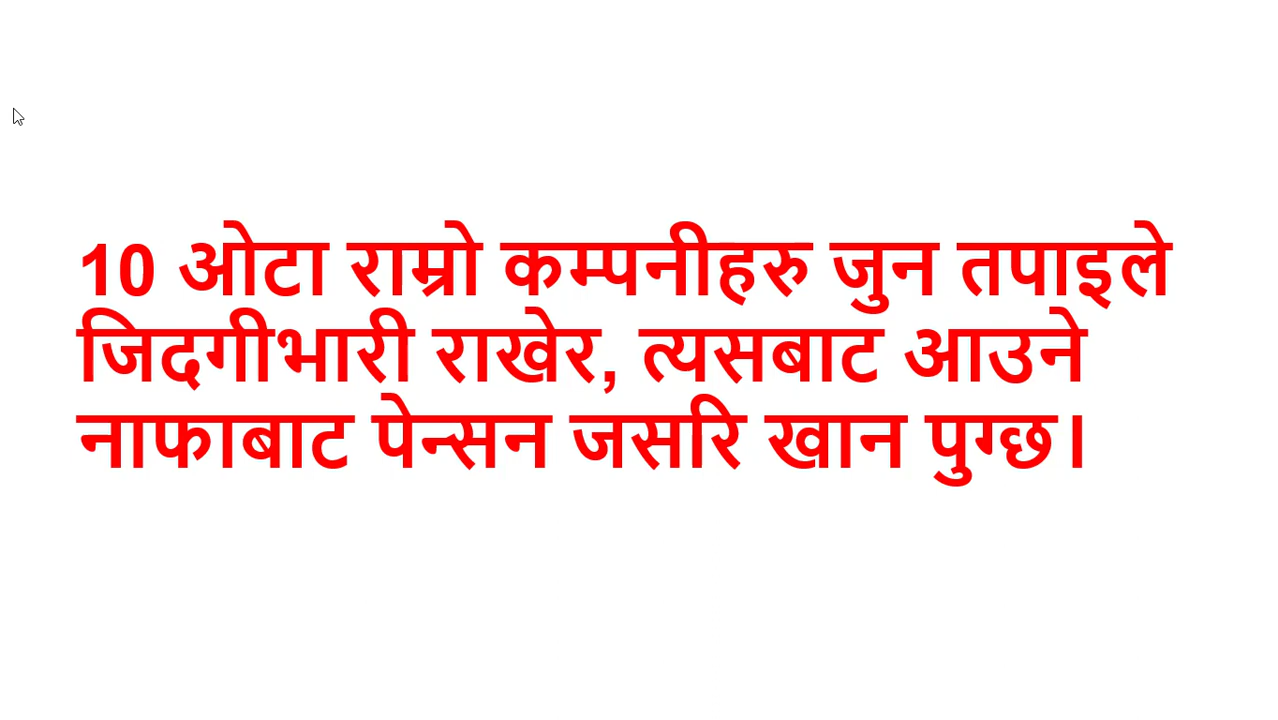 10 ओटा राम्रो कम्पनीहरु जुन तपाइले
जिदगीभारी राखेर, त्यसबाट आउने
नाफाबाट पेन्सन जसरि खान पुग्छ।